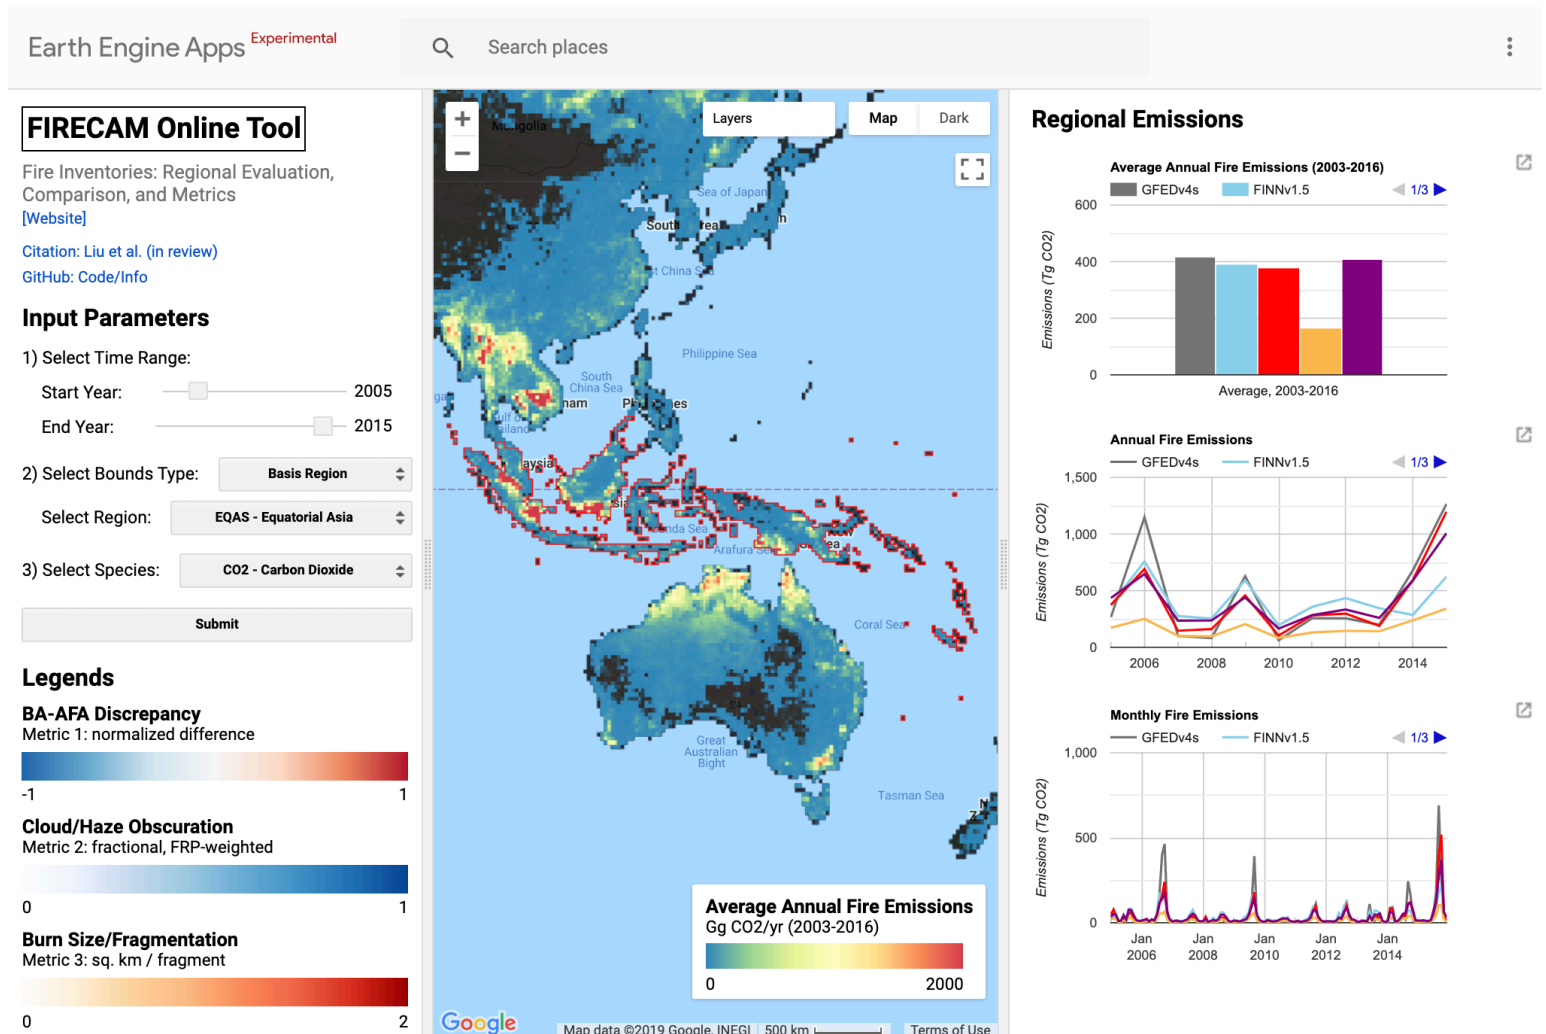 Earth Engine Apps Experimental
Search places
FIRECAM Online Tool
Fire Inventories: Regional Evaluation,
Comparison, and Metrics
[Website]
Citation: Liu et al. (in review)
GitHub: Code/Info
Input Parameters
1) Select Time Range:
Start Year: 2005
End Year: 2015
2) Select Bounds Type: Basis Region
Select Region: EQAS - Equatorial Asia
3) Select Species: CO2 - Carbon Dioxide
Submit
Legends
BA-AFA Discrepancy
Metric 1: normalized difference
-1 1
Cloud/Haze Obscuration
Metric 2: fractional, FRP-weighted
0 1
Burn Size/Fragmentation
Metric 3: sq. km / fragment
0 2
+
−
Layers
Map Dark
Mongolia
Sea of Japan
South
Philippine Sea
South
China Sea
Arafura
Coral Sea
Great
Australian
Bight
Tasman Sea
Average Annual Fire Emissions
Gg CO2/yr (2003-2016)
0 2000
Google
Map data ©2019 Google, INEGI 500 km Terms of Use
Regional Emissions
Average Annual Fire Emissions (2003-2016)
GFEDv4s FINNv1.5 1/3
Emissions (Tg CO2)
600
400
200
0
Average, 2003-2016
Annual Fire Emissions
GFEDv4s FINNv1.5 1/3
Emissions (Tg CO2)
1,500
1,000
500
0
2006 2008 2010 2012 2014
Monthly Fire Emissions
GFEDv4s FINNv1.5 1/3
Emissions (Tg CO2)
1,000
500
0
Jan Jan Jan Jan Jan
2006 2008 2010 2012 2014